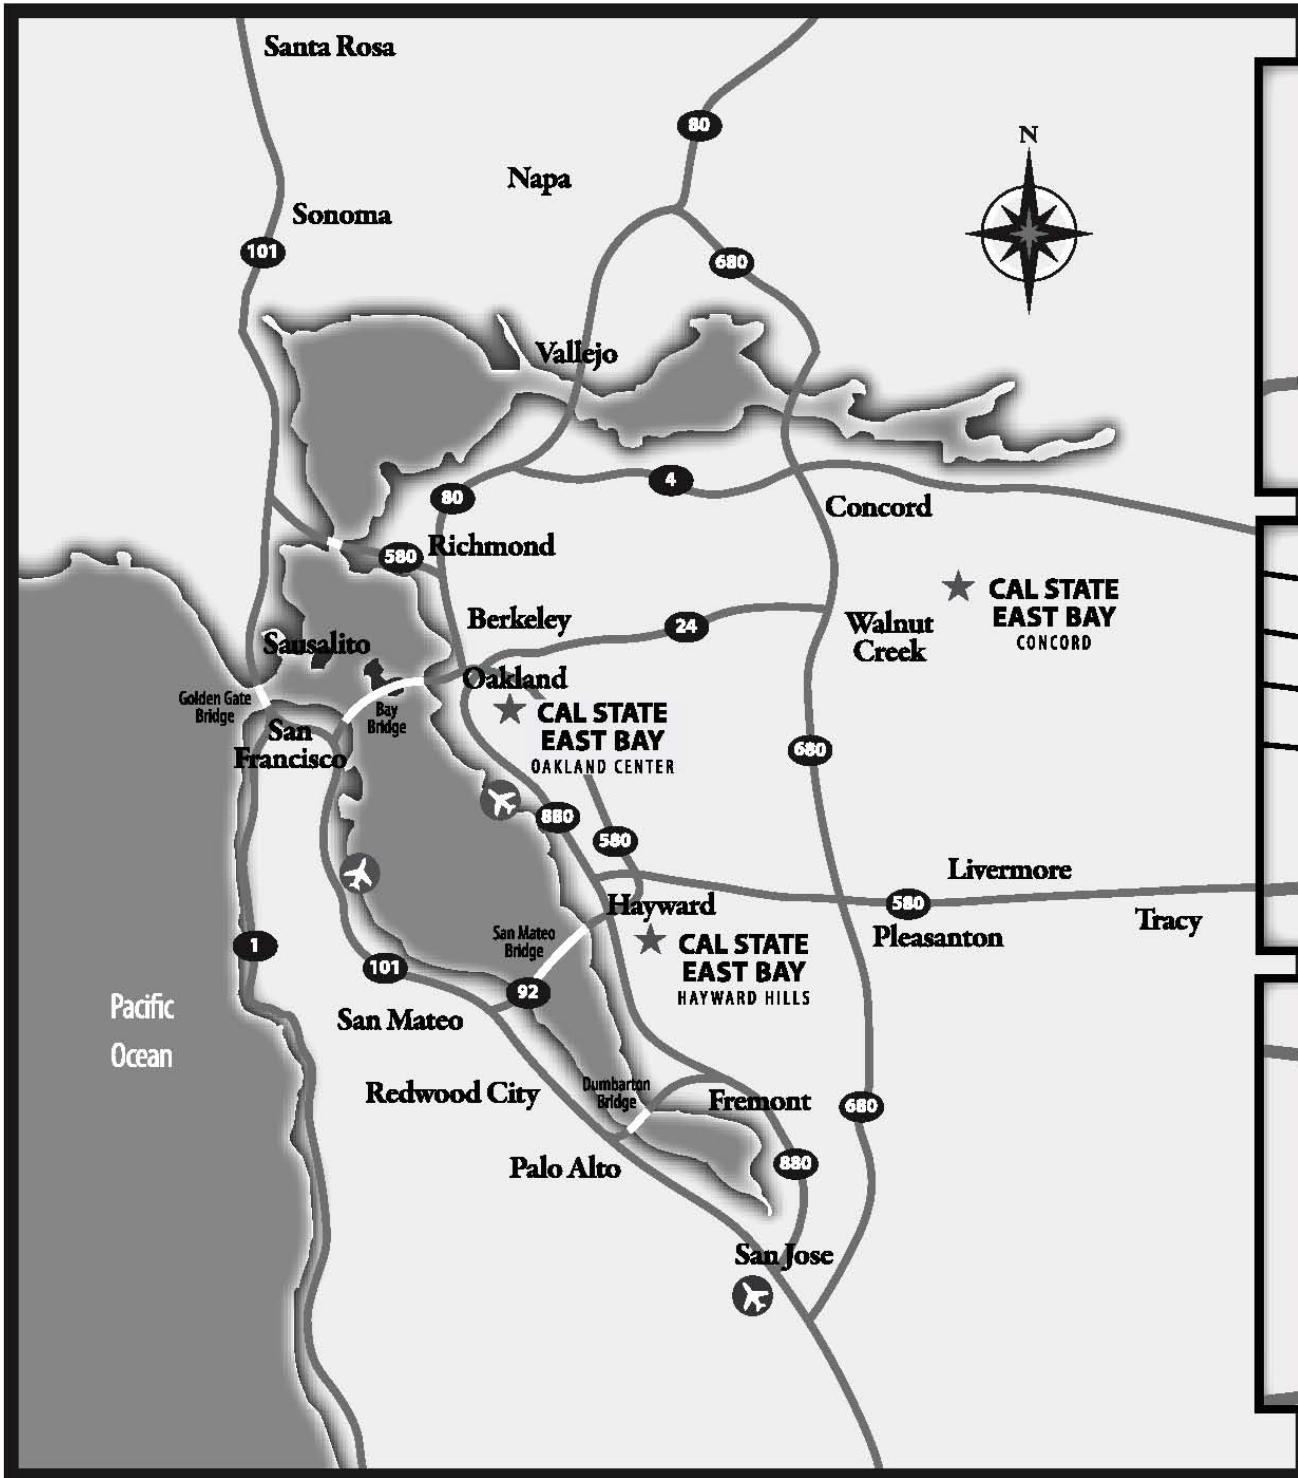 Santa Rosa
80
N
Napa
Sonoma
101
680
Vallejo
4
80
Concord
Richmond
580
CAL STATE
EAST BAY
CONCORD
Berkeley
24
Walnut
Creek
Sausalito
Oakland
Golden Gate
Bridge
Bay
Bridge
San
Francisco
CAL STATE
EAST BAY
OAKLAND CENTER
680
880
580
Livermore
580
Hayward
Tracy
Pleasanton
San Mateo
Bridge
CAL STATE
EAST BAY
HAYWARD HILLS
1
101
92
Pacific
Ocean
San Mateo
Redwood City
Dumbarton
Bridge
Fremont
680
Palo Alto
880
San Jose